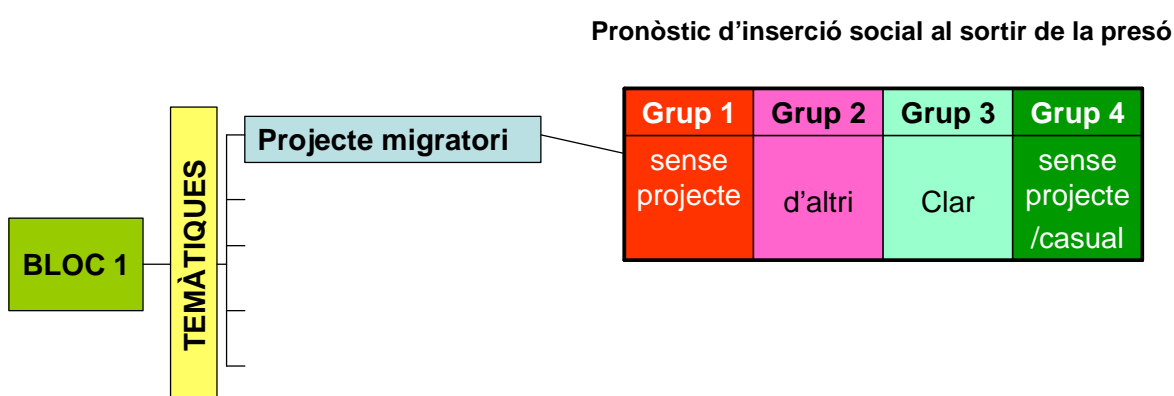 Pronòstic d’inserció social al sortir de la presó
BLOC 1
TEMÀTIQUES
Projecte migratori
Grup 1
Grup 2
Grup 3
Grup 4
sense
projecte
d’altri
Clar
sense
projecte
/casual